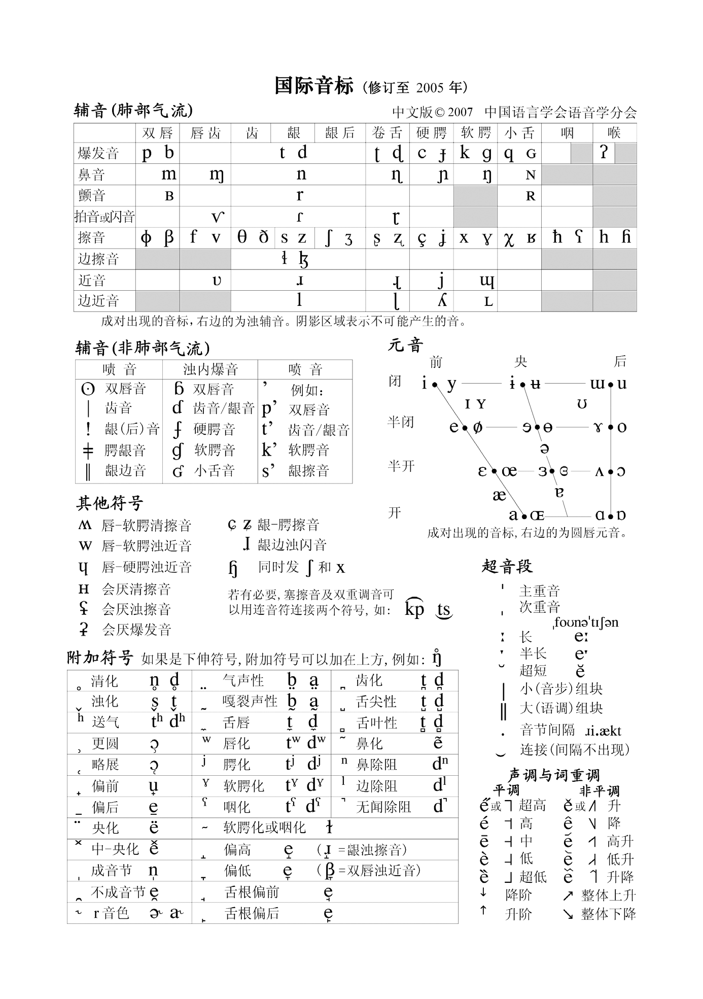 国际音标 (修订至 2005 年)
辅音(肺部气流)
中文版© 2007 中国语言学会语音学分会
双唇 唇齿 齿 龈 龈后 卷舌 硬腭 软腭 小舌 咽 喉
爆发音 p b t d ʈ ɖ c ɟ k ɡ q ɢ ʔ
鼻音 m ɱ n ɳ ɲ ŋ ɴ
颤音 ʙ r ʀ
拍音或闪音 ⱱ ɾ ɽ
擦音 ɸ β f v θ ð s z ʃ ʒ ʂ ʐ ç ʝ x ɣ χ ʁ ħ ʕ h ɦ
边擦音 ɬ ɮ
近音 ʋ ɹ ɻ j ɰ
边近音 l ɭ ʎ ʟ
成对出现的音标,右边的为浊辅音。阴影区域表示不可能产生的音。
辅音(非肺部气流)
喷音 浊内爆音 喷音
ʘ 双唇音 ɓ 双唇音 ʼ 例如:
ǀ 齿音 ɗ 齿音/龈音 pʼ 双唇音
ǃ 龈(后)音 ʄ 硬腭音 tʼ 齿音/龈音
ǂ 腭龈音 ɠ 软腭音 kʼ 软腭音
ǁ 龈边音 ʛ 小舌音 sʼ 龈擦音
元音
前 央 后
闭 i y ɨ ʉ ɯ u
ɪ ʏ ʊ
半闭 e ø ɘ ɵ ɤ o
ə
半开 ɛ œ ɜ ɞ ʌ ɔ
æ ɐ
开 a ɶ ɑ ɒ
成对出现的音标,右边的为圆唇元音。
其他符号
ʍ 唇-软腭清擦音 ɕ ʑ 龈-腭擦音
w 唇-软腭浊近音 ɺ 龈边浊闪音
ɥ 唇-硬腭浊近音 ɧ 同时发 ʃ 和 x
ʜ 会厌清擦音
ʢ 会厌浊擦音
ʡ 会厌爆发音
若有必要,塞擦音及双重调音可
以用连音符连接两个符号,如: k͡p t͜s
附加符号 如果是下伸符号,附加符号可以加在上方,例如: ŋ̊
̥ 清化 n̥ d̥ ̤ 气声性 b̤ a̤ ̪ 齿化 t̪ d̪
̬ 浊化 s̬ t̬ ̰ 嘎裂声性 b̰ a̰ ̺ 舌尖性 t̺ d̺
ʰ 送气 tʰ dʰ ̼ 舌唇 t̼ d̼ ̻ 舌叶性 t̻ d̻
̹ 更圆 ɔ̹ ʷ 唇化 tʷ dʷ ̃ 鼻化 ẽ
̜ 略展 ɔ̜ ʲ 腭化 tʲ dʲ ⁿ 鼻除阻 dⁿ
̟ 偏前 u̟ ˠ 软腭化 tˠ dˠ ˡ 边除阻 dˡ
̠ 偏后 e̠ ˤ 咽化 tˤ dˤ ̚ 无闻除阻 d̚
̈ 央化 ë ̴ 软腭化或咽化 ɫ
̽ 中-央化 e̽ ̝ 偏高 e̝ (ɹ̝ =龈浊擦音)
̩ 成音节 n̩ ̞ 偏低 e̞ (β̞ =双唇浊近音)
̯ 不成音节 e̯ ̘ 舌根偏前 e̘
˞ r音色 ɚ a˞ ̙ 舌根偏后 e̙
超音段
ˈ 主重音
ˌ 次重音
ˌfoʊnəˈtɪʃən
ː 长 eː
ˑ 半长 eˑ
̆ 超短 ĕ
| 小(音步)组块
‖ 大(语调)组块
. 音节间隔 ɹi.ækt
‿ 连接(间隔不出现)
声调与词重调
平调 非平调
e̋ 或 ˥ 超高 ě 或 ˩˥ 升
é ˦ 高 ê ˥˩ 降
ē ˧ 中 e᷄ ˦˥ 高升
è ˨ 低 e᷅ ˩˨ 低升
ȅ ˩ 超低 e᷈ ˧˦˧ 升降
ꜜ 降阶 ↗ 整体上升
ꜛ 升阶 ↘ 整体下降